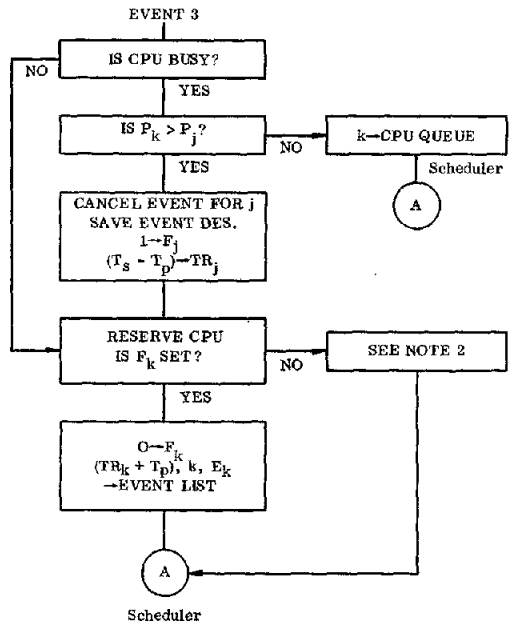 EVENT 3
IS CPU BUSY?
NO
YES
IS Pk > Pj?
NO
k→CPU QUEUE
YES
Scheduler
A
CANCEL EVENT FOR j
SAVE EVENT DES.
1→Fj
(Ts - Tp)→TRj
RESERVE CPU
IS Fk SET?
NO
SEE NOTE 2
YES
O→Fk
(TRk + Tp), k, Ek
→EVENT LIST
A
Scheduler